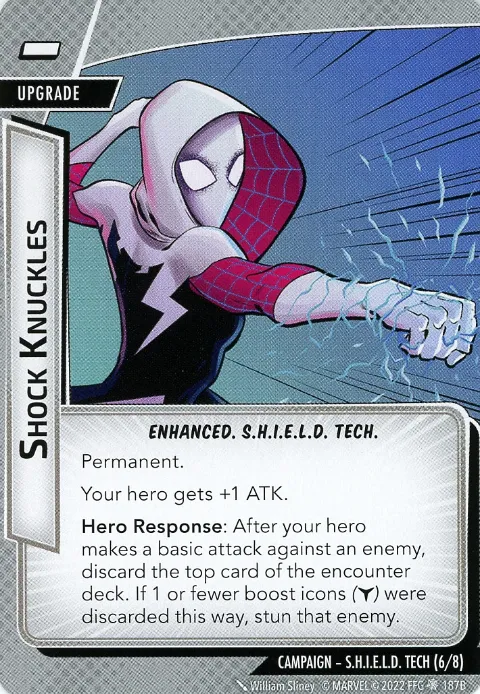 UPGRADE
SHOCK KNUCKLES
ENHANCED. S.H.I.E.L.D. TECH.
Permanent.
Your hero gets +1 ATK.
Hero Response: After your hero
makes a basic attack against an enemy,
discard the top card of the encounter
deck. If 1 or fewer boost icons () were
discarded this way, stun that enemy.
CAMPAIGN – S.H.I.E.L.D. TECH (6/8)
William Sliney © MARVEL © 2022 FFG 187B